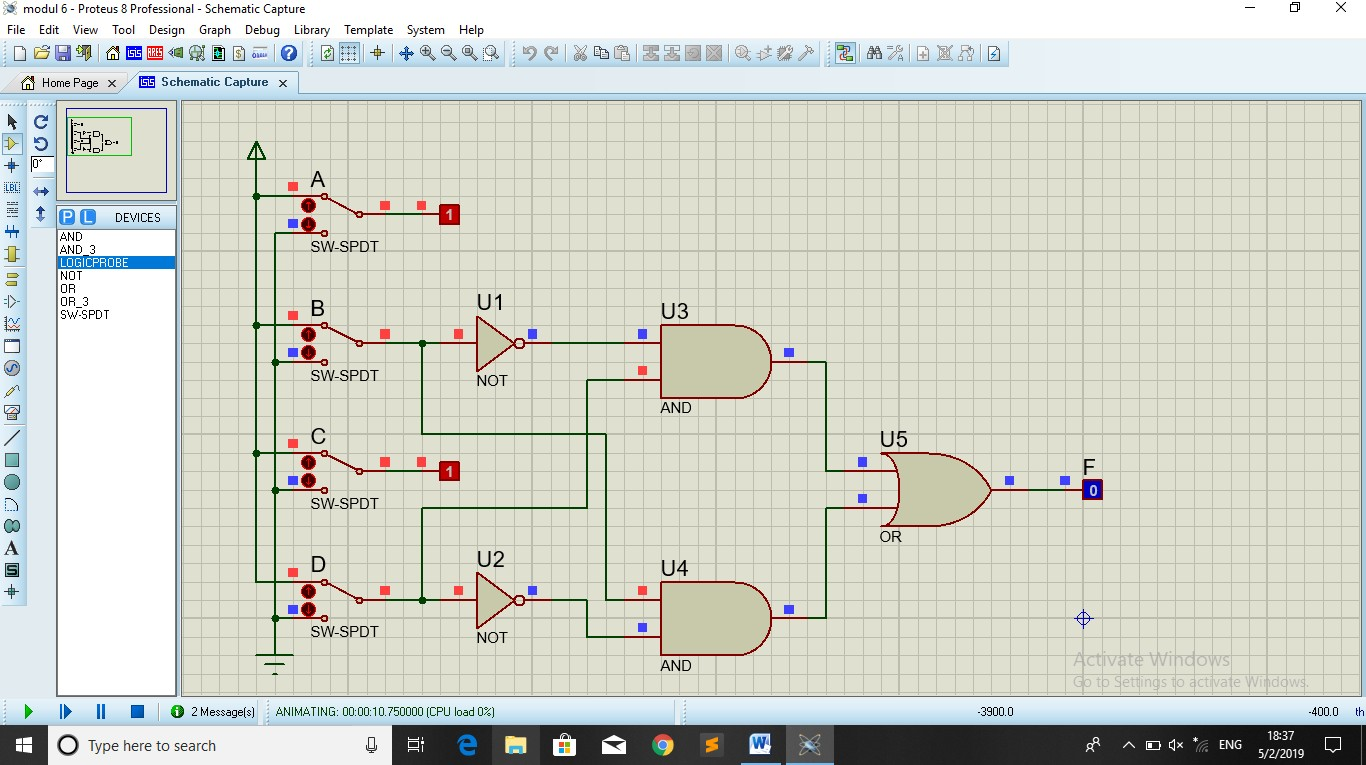 modul 6 - Proteus 8 Professional - Schematic Capture
File Edit View Tool Design Graph Debug Library Template System Help
Home Page
Schematic Capture
0°
LBL
P L DEVICES
AND
AND_3
LOGICPROBE
NOT
OR
OR_3
SW-SPDT
A
1
SW-SPDT
B
SW-SPDT
U1
NOT
U3
AND
C
1
SW-SPDT
U5
OR
F
0
D
SW-SPDT
U2
NOT
U4
AND
A
S
Activate Windows
Go to Settings to activate Windows.
2 Message(s)
ANIMATING: 00:00:10.750000 (CPU load 0%)
-3900.0
-400.0 th
Type here to search
ENG
18:37
5/2/2019